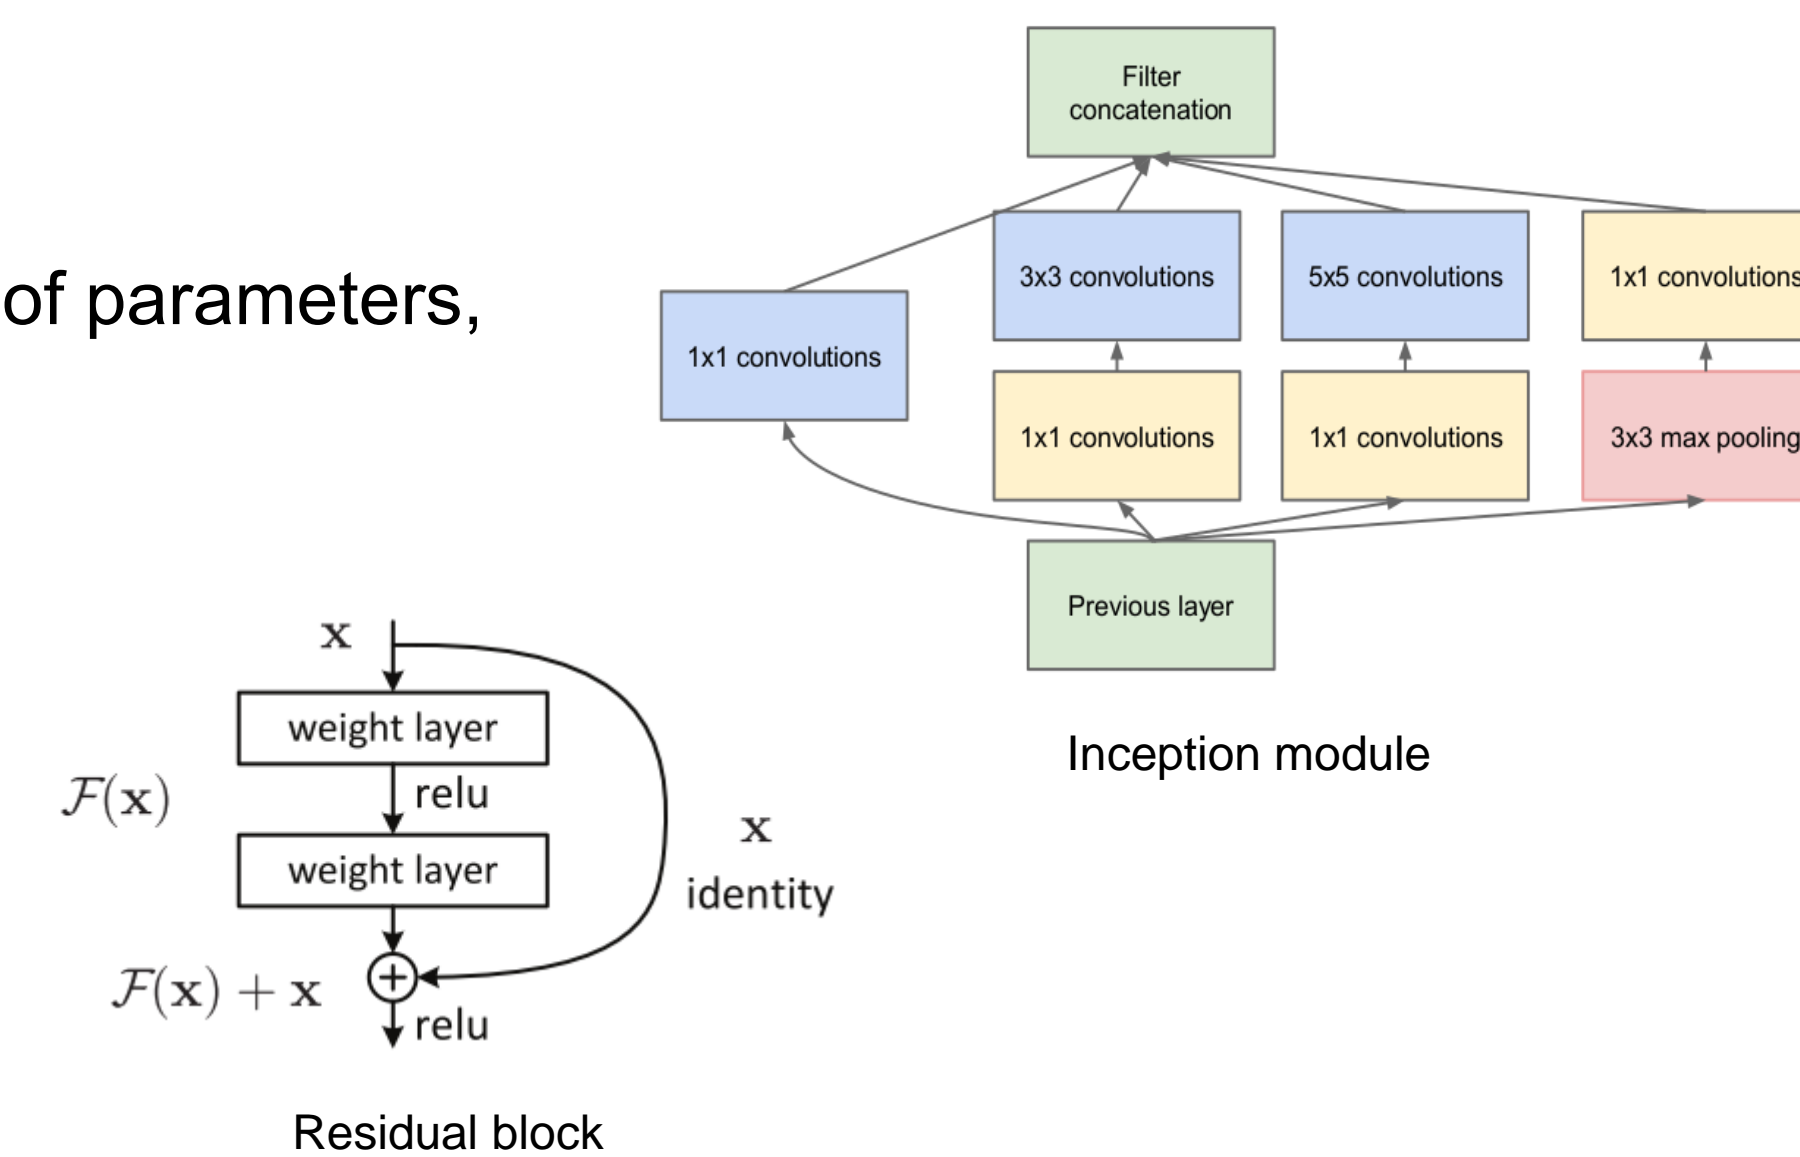 Filter
concatenation
3x3 convolutions
5x5 convolutions
1x1 convolutions
of parameters,
1x1 convolutions
1x1 convolutions
1x1 convolutions
3x3 max pooling
Previous layer
Inception module
x
weight layer
F(x)
relu
x
weight layer
identity
F(x) + x
+
relu
Residual block